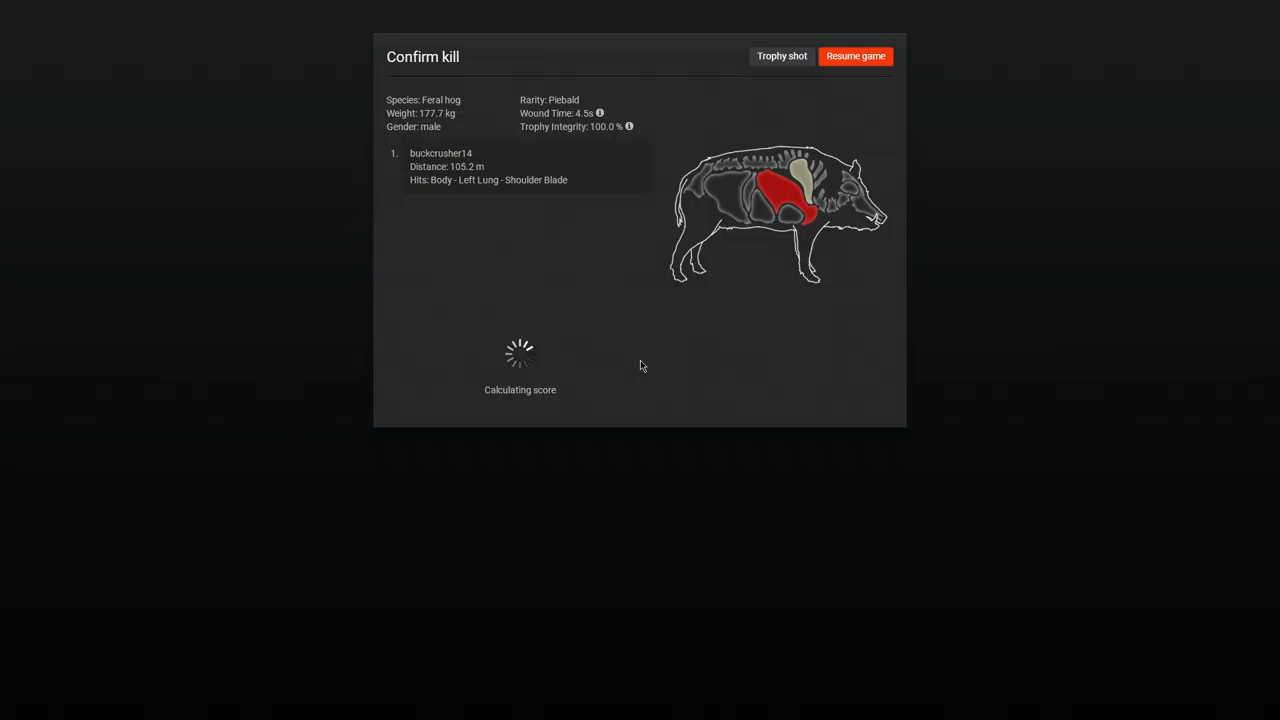 Confirm kill
Trophy shot
Resume game
Species: Feral hog
Weight: 177.7 kg
Gender: male
Rarity: Piebald
Wound Time: 4.5s
Trophy Integrity: 100.0 %
1. buckcrusher14
Distance: 105.2 m
Hits: Body - Left Lung - Shoulder Blade
Calculating score